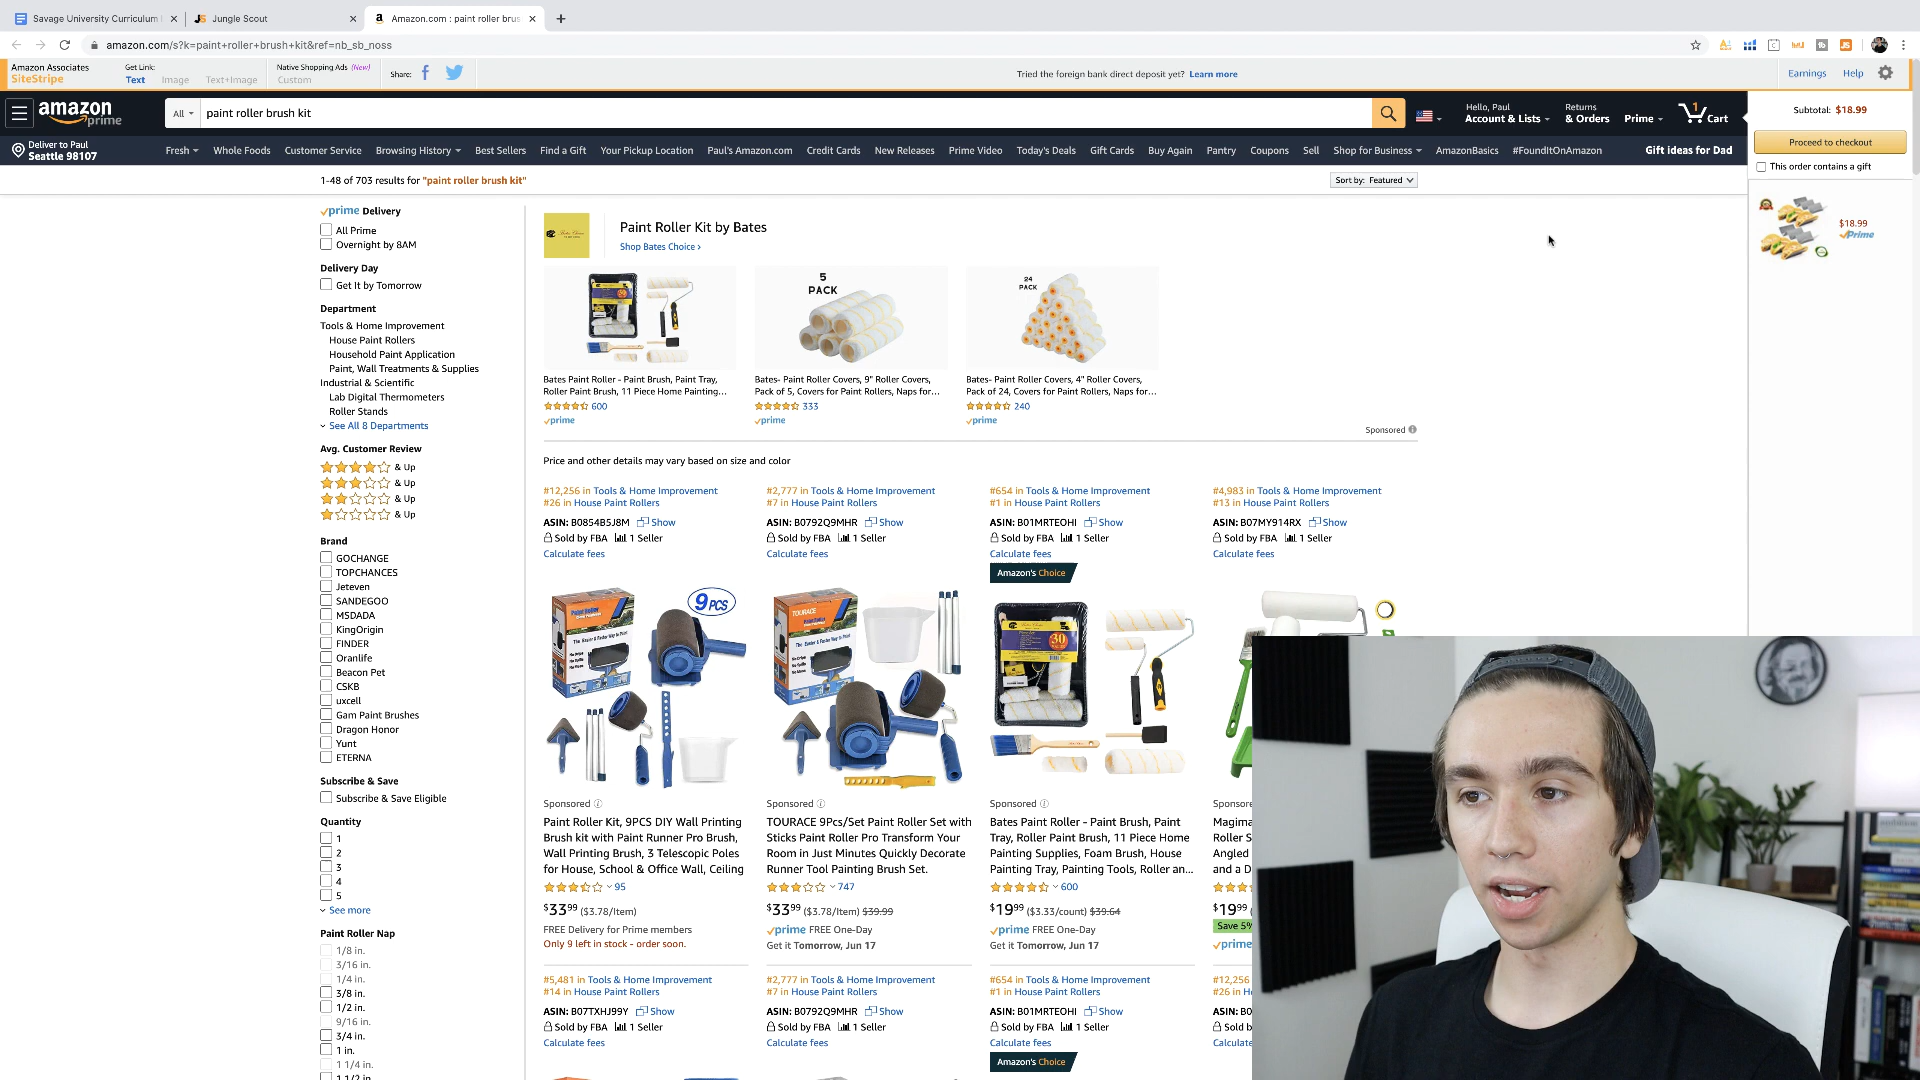 Savage University Curriculum
Jungle Scout
Amazon.com : paint roller brus
amazon.com/s?k=paint+roller+brush+kit&ref=nb_sb_noss
Amazon Associates
SiteStripe
Get Link:
Text
Image
Text+Image
Native Shopping Ads (New)
Custom
Share:
Tried the foreign bank direct deposit yet? Learn more
Earnings
Help
amazon
prime
All
paint roller brush kit
Hello, Paul
Account & Lists
Returns
& Orders
Prime
1
Cart
Subtotal: $18.99
Proceed to checkout
This order contains a gift
$18.99
prime
Deliver to Paul
Seattle 98107
Fresh
Whole Foods
Customer Service
Browsing History
Best Sellers
Find a Gift
Your Pickup Location
Paul's Amazon.com
Credit Cards
New Releases
Prime Video
Today's Deals
Gift Cards
Buy Again
Pantry
Coupons
Sell
Shop for Business
AmazonBasics
#FoundItOnAmazon
Gift ideas for Dad
1-48 of 703 results for "paint roller brush kit"
Sort by: Featured
prime Delivery
All Prime
Overnight by 8AM
Delivery Day
Get It by Tomorrow
Department
Tools & Home Improvement
House Paint Rollers
Household Paint Application
Paint, Wall Treatments & Supplies
Industrial & Scientific
Lab Digital Thermometers
Roller Stands
See All 8 Departments
Avg. Customer Review
& Up
& Up
& Up
& Up
Brand
GOCHANGE
TOPCHANCES
Jeteven
SANDEGOO
MSDADA
KingOrigin
FINDER
Oranlife
Beacon Pet
CSKB
uxcell
Gam Paint Brushes
Dragon Honor
Yunt
ETERNA
Subscribe & Save
Subscribe & Save Eligible
Quantity
1
2
3
4
5
See more
Paint Roller Nap
1/8 in.
3/16 in.
1/4 in.
3/8 in.
1/2 in.
9/16 in.
3/4 in.
1 in.
1 1/4 in.
1 1/2 in.
Paint Roller Kit by Bates
Shop Bates Choice ›
5
PACK
24
PACK
Bates Paint Roller - Paint Brush, Paint Tray,
Roller Paint Brush, 11 Piece Home Painting...
600
prime
Bates- Paint Roller Covers, 9" Roller Covers,
Pack of 5, Covers for Paint Rollers, Naps for...
333
prime
Bates- Paint Roller Covers, 4" Roller Covers,
Pack of 24, Covers for Paint Rollers, Naps for...
240
prime
Sponsored
Price and other details may vary based on size and color
#12,256 in Tools & Home Improvement
#26 in House Paint Rollers
ASIN: B0854B5J8M Show
Sold by FBA 1 Seller
Calculate fees
9 PCS
Sponsored
Paint Roller Kit, 9PCS DIY Wall Printing
Brush kit with Paint Runner Pro Brush,
Wall Printing Brush, 3 Telescopic Poles
for House, School & Office Wall, Ceiling
95
$33.99 ($3.78/Item)
FREE Delivery for Prime members
Only 9 left in stock - order soon.
#2,777 in Tools & Home Improvement
#7 in House Paint Rollers
ASIN: B0792Q9MHR Show
Sold by FBA 1 Seller
Calculate fees
TOURACE
Sponsored
TOURACE 9Pcs/Set Paint Roller Set with
Sticks Paint Roller Pro Transform Your
Room in Just Minutes Quickly Decorate
Runner Tool Painting Brush Set.
747
$33.99 ($3.78/Item) $39.99
prime FREE One-Day
Get it Tomorrow, Jun 17
#654 in Tools & Home Improvement
#1 in House Paint Rollers
ASIN: B01MRTEOHI Show
Sold by FBA 1 Seller
Calculate fees
Amazon's Choice
30
Sponsored
Bates Paint Roller - Paint Brush, Paint
Tray, Roller Paint Brush, 11 Piece Home
Painting Supplies, Foam Brush, House
Painting Tray, Painting Tools, Roller an...
600
$19.99 ($3.33/count) $39.64
prime FREE One-Day
Get it Tomorrow, Jun 17
#4,983 in Tools & Home Improvement
#13 in House Paint Rollers
ASIN: B07MY914RX Show
Sold by FBA 1 Seller
Calculate fees
Sponsore
Magima
Roller S
Angled
and a D
$19.99
Save 5%
prime
#5,481 in Tools & Home Improvement
#14 in House Paint Rollers
ASIN: B07TXHJ99Y Show
Sold by FBA 1 Seller
Calculate fees
#2,777 in Tools & Home Improvement
#7 in House Paint Rollers
ASIN: B0792Q9MHR Show
Sold by FBA 1 Seller
Calculate fees
#654 in Tools & Home Improvement
#1 in House Paint Rollers
ASIN: B01MRTEOHI Show
Sold by FBA 1 Seller
Calculate fees
Amazon's Choice
#12,256
#26 in H
ASIN: B0
Sold b
Calculate